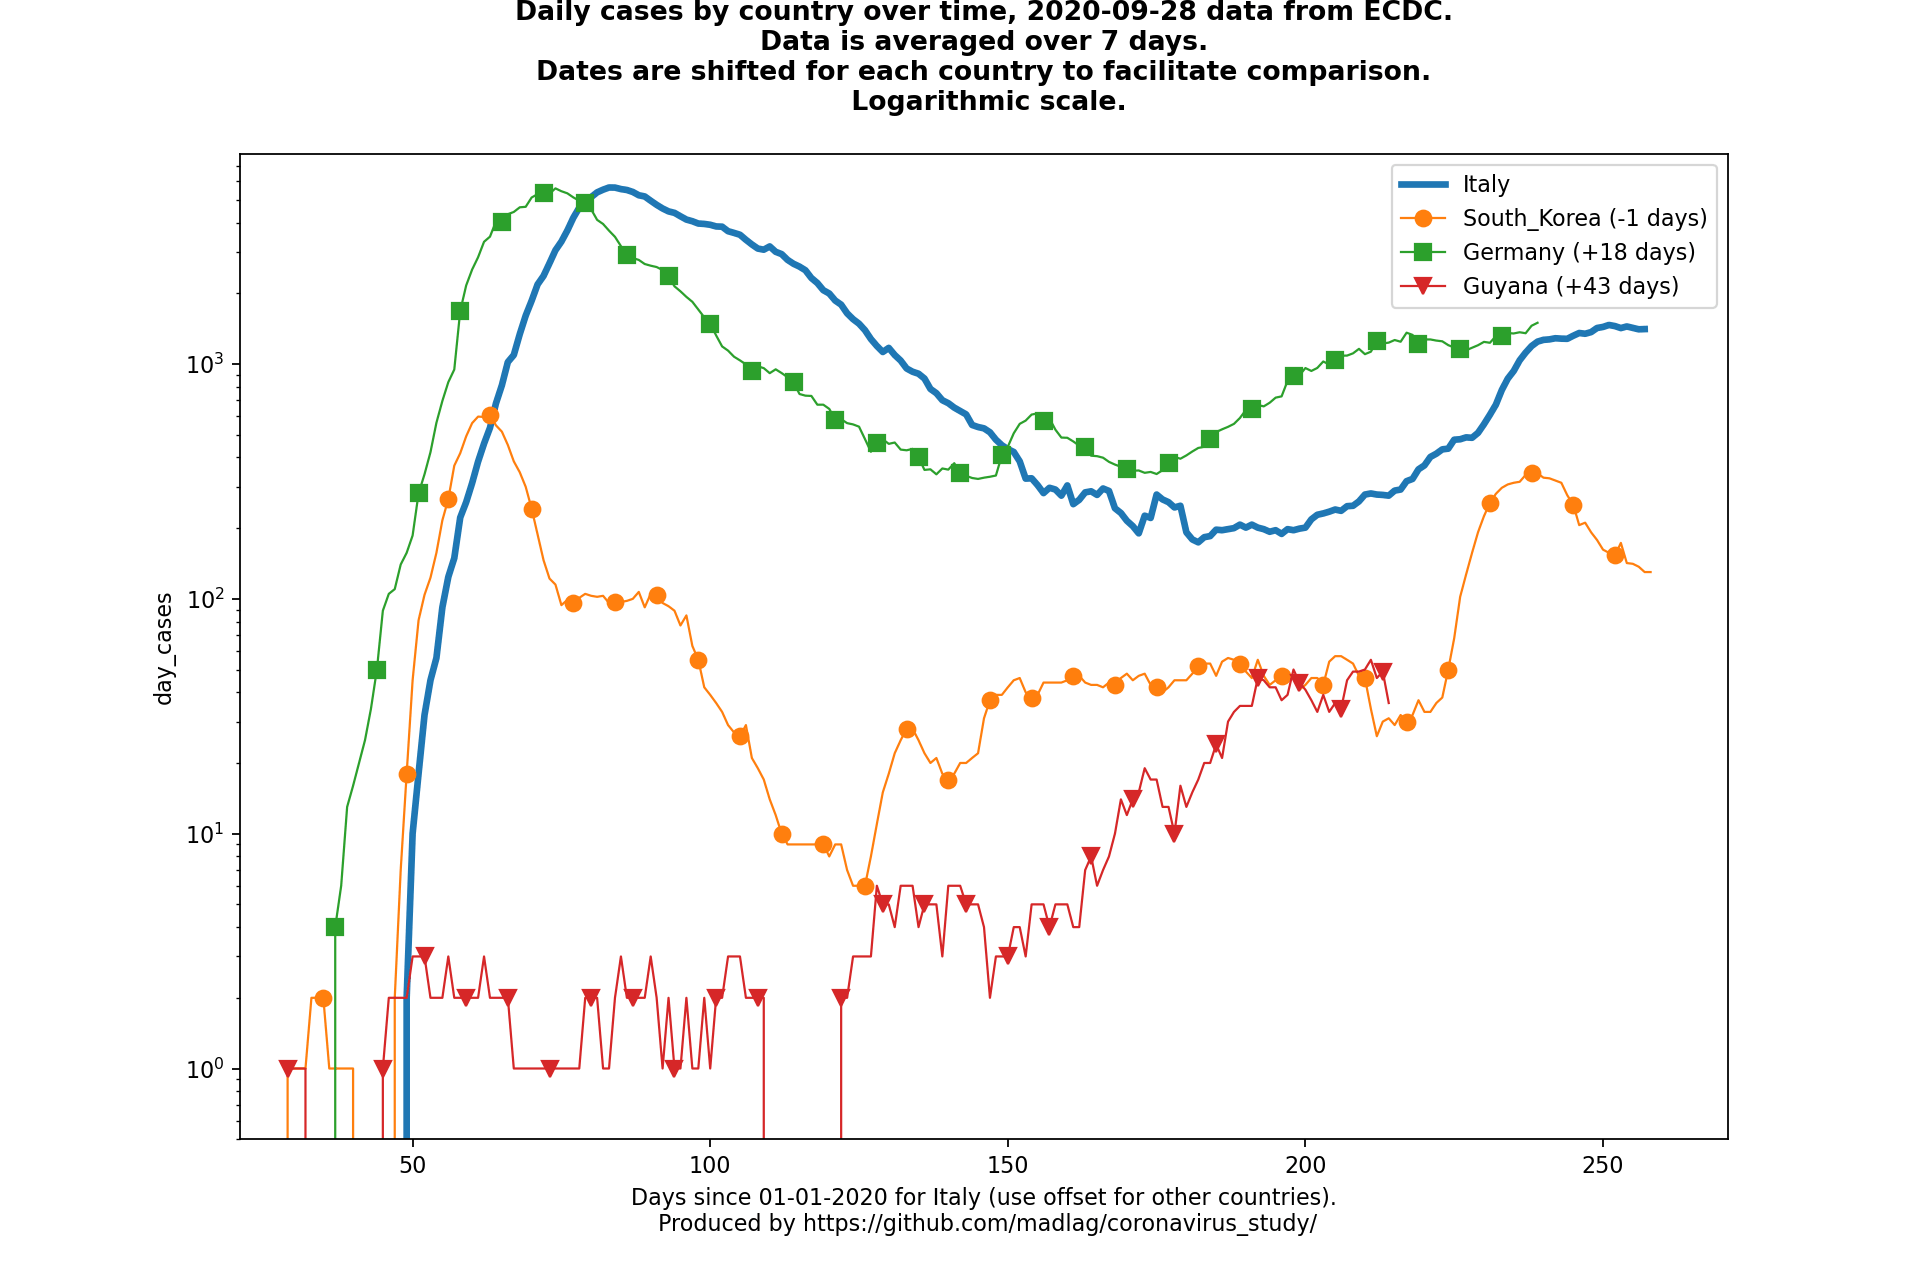 Daily cases by country over time, 2020-09-28 data from ECDC.
Data is averaged over 7 days.
Dates are shifted for each country to facilitate comparison.
Logarithmic scale.
Italy
South_Korea (-1 days)
Germany (+18 days)
Guyana (+43 days)
day_cases
10³
10²
10¹
10⁰
50 100 150 200 250
Days since 01-01-2020 for Italy (use offset for other countries).
Produced by https://github.com/madlag/coronavirus_study/